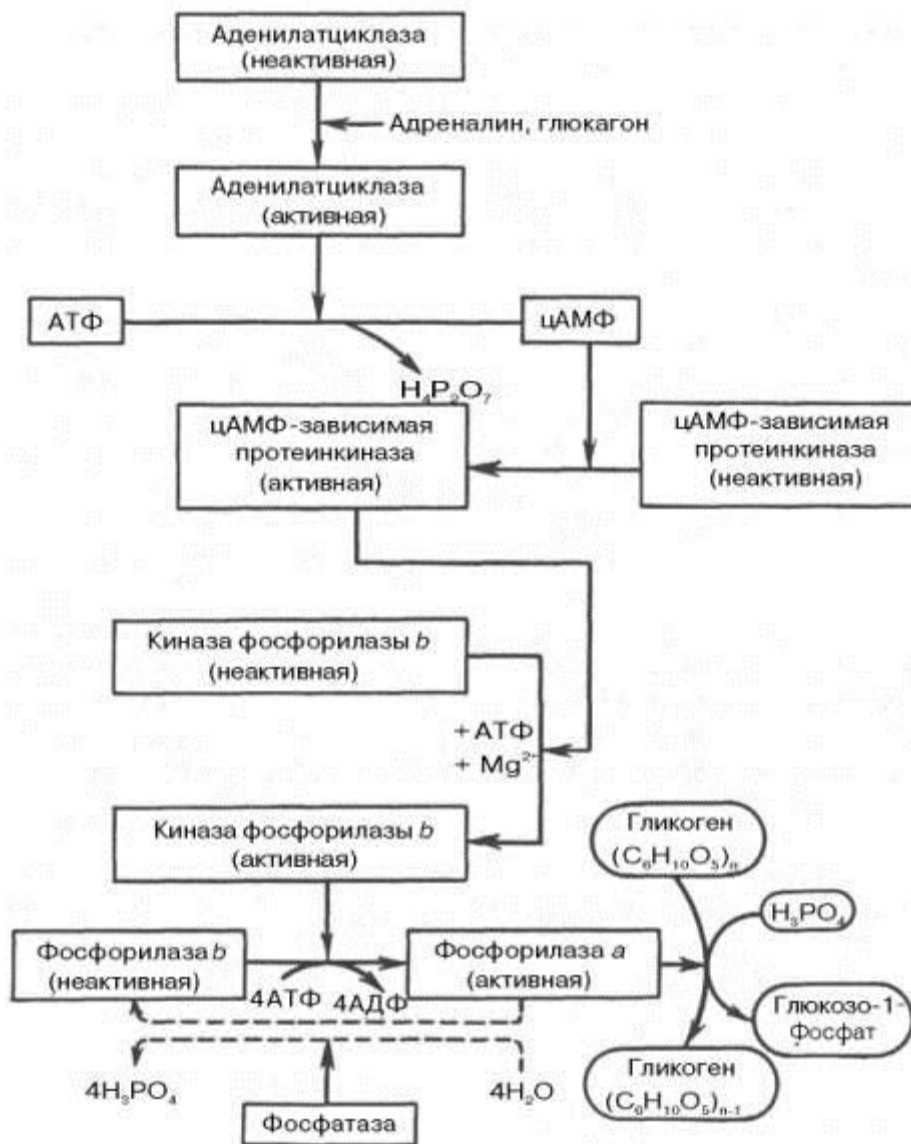 Аденилатциклаза
(неактивная)
Адреналин, глюкагон
Аденилатциклаза
(активная)
АТФ
цАМФ
H₄P₂O₇
цАМФ-зависимая
протеинкиназа
(активная)
цАМФ-зависимая
протеинкиназа
(неактивная)
Киназа фосфорилазы b
(неактивная)
+ АТФ
+ Mg²⁺
Киназа фосфорилазы b
(активная)
Гликоген
(C₆H₁₀O₅)ₙ
H₃PO₄
Фосфорилаза b
(неактивная)
4АТФ
4АДФ
Фосфорилаза a
(активная)
Глюкозо-1-
Фосфат
Гликоген
(C₆H₁₀O₅)ₙ₋₁
4H₃PO₄
4H₂O
Фосфатаза